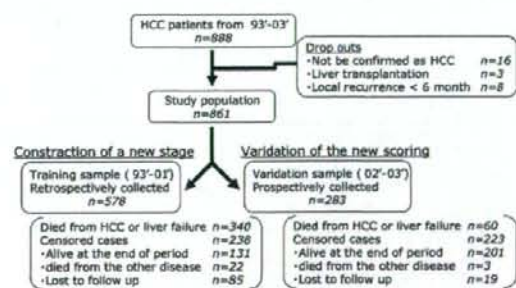 HCC patients from 93'-03'
n=888
Drop outs
·Not be confirmed as HCC n=16
·Liver transplantation n=3
·Local recurrence < 6 month n=8
Study population
n=861
Constraction of a new stage
Varidation of the new scoring
Training sample ( 93'-01')
Retrospectively collected
n=578
Varidation sample ( 02'-03')
Prospectively collected
n=283
Died from HCC or liver failure n=340
Censored cases n=238
·Alive at the end of period n=131
·died from the other disease n=22
·Lost to follow up n=85
Died from HCC or liver failure n=60
Censored cases n=223
·Alive at the end of period n=201
·died from the other disease n=3
·Lost to follow up n=19